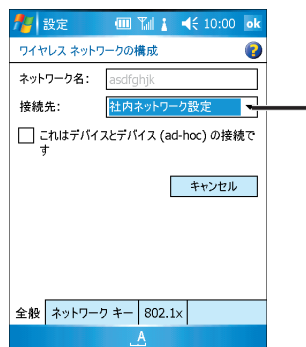 設定 10:00 ok
ワイヤレス ネットワークの構成
ネットワーク名: asdfghjk
接続先: 社内ネットワーク設定
これはデバイスとデバイス (ad-hoc) の接続で
す
キャンセル
全般 ネットワーク キー 802.1x
A